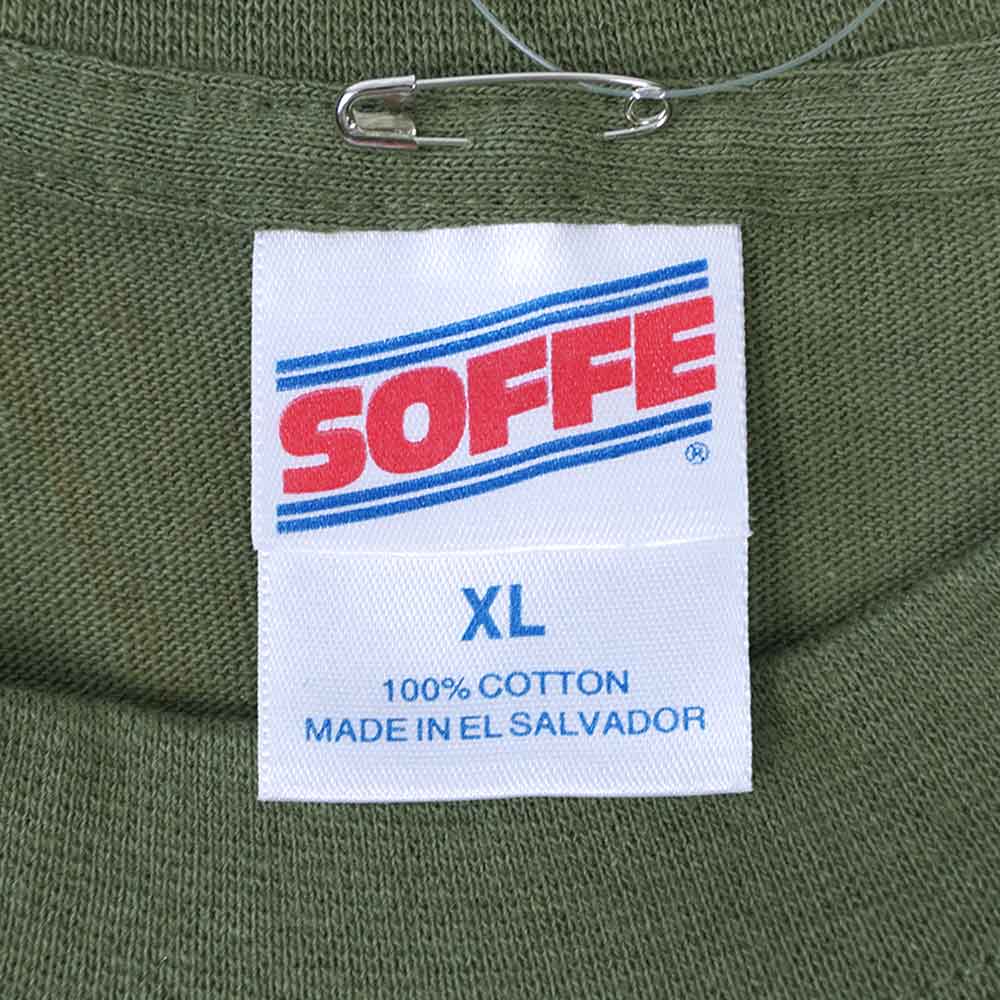 SOFFE
®
XL
100% COTTON
MADE IN EL SALVADOR